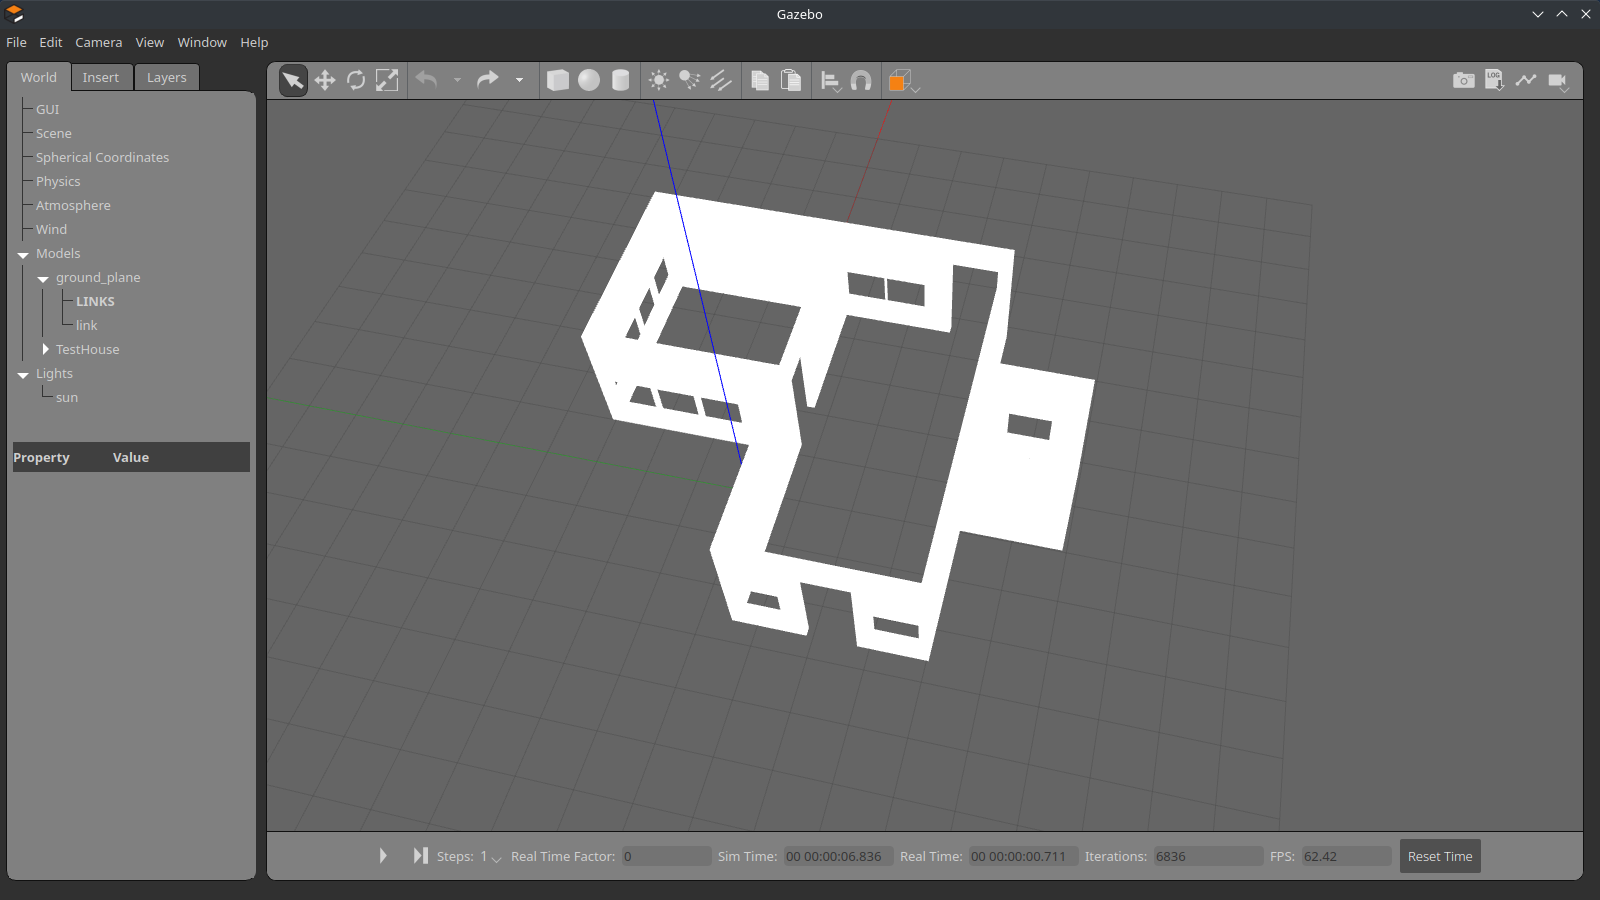 Gazebo
File Edit Camera View Window Help
World Insert Layers
LOG
GUI
Scene
Spherical Coordinates
Physics
Atmosphere
Wind
Models
ground_plane
LINKS
link
TestHouse
Lights
sun
Property Value
Steps: 1 Real Time Factor: 0 Sim Time: 00 00:00:06.836 Real Time: 00 00:00:00.711 Iterations: 6836 FPS: 62.42 Reset Time